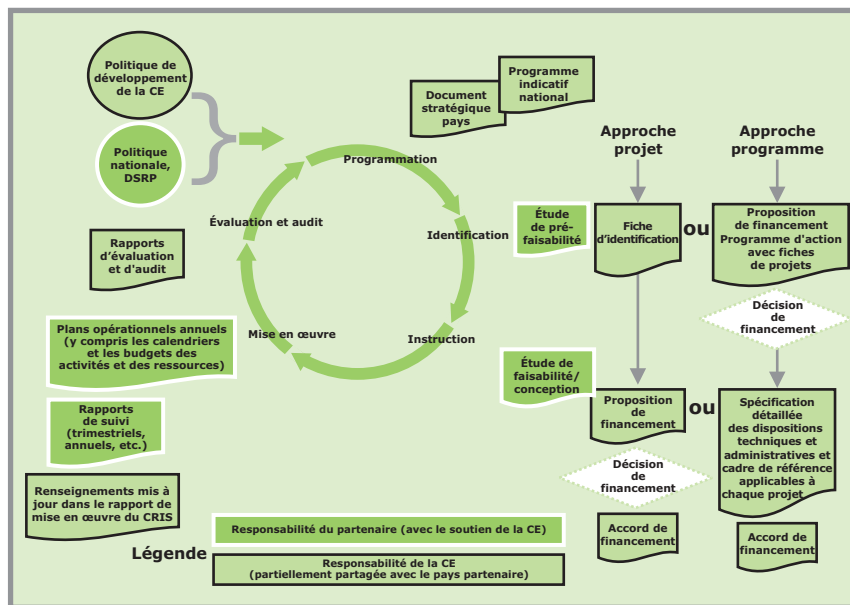 Politique de
développement
de la CE
Politique
nationale,
DSRP
Programmation
Identification
Instruction
Mise en œuvre
Évaluation et audit
Document
stratégique
pays
Programme
indicatif
national
Rapports
d’évaluation
et d'audit
Plans opérationnels annuels
(y compris les calendriers
et les budgets des
activités et des ressources)
Rapports
de suivi
(trimestriels,
annuels, etc.)
Renseignements mis à
jour dans le rapport de
mise en œuvre du CRIS
Approche
projet
Approche
programme
Étude
de pré-
faisabilité
Fiche
d’identification
ou
Proposition
de financement
Programme d'action
avec fiches
de projets
Décision
de
financement
Étude de
faisabilité/
conception
Proposition
de
financement
ou
Spécification
détaillée
des dispositions
techniques et
administratives et
cadre de référence
applicables à
chaque projet
Décision
de
financement
Accord de
financement
Accord de
financement
Légende
Responsabilité du partenaire (avec le soutien de la CE)
Responsabilité de la CE
(partiellement partagée avec le pays partenaire)